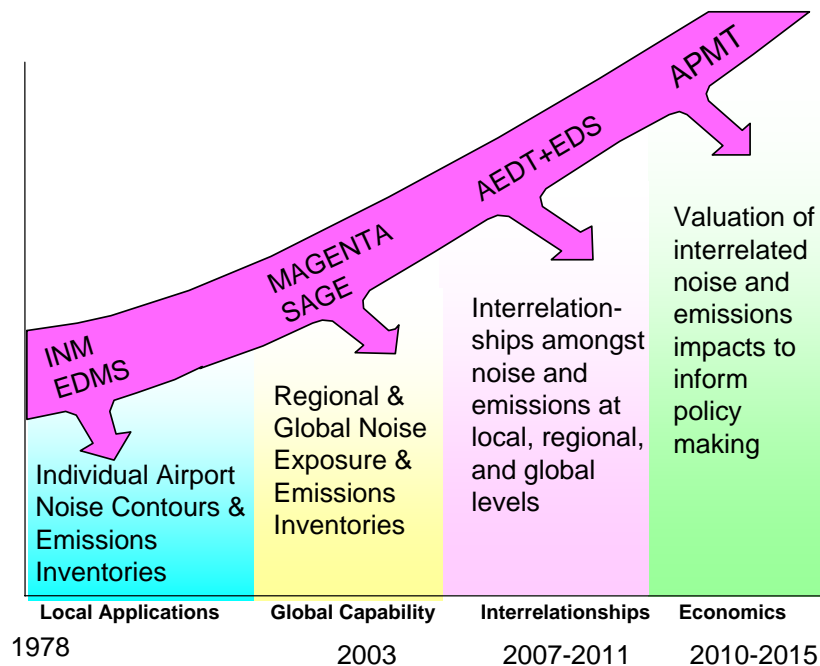 APMT
AEDT+EDS
MAGENTA
SAGE
INM
EDMS
Individual Airport
Noise Contours &
Emissions
Inventories
Regional &
Global Noise
Exposure &
Emissions
Inventories
Interrelation-
ships amongst
noise and
emissions at
local, regional,
and global
levels
Valuation of
interrelated
noise and
emissions
impacts to
inform
policy
making
Local Applications
Global Capability
Interrelationships
Economics
1978
2003
2007-2011
2010-2015